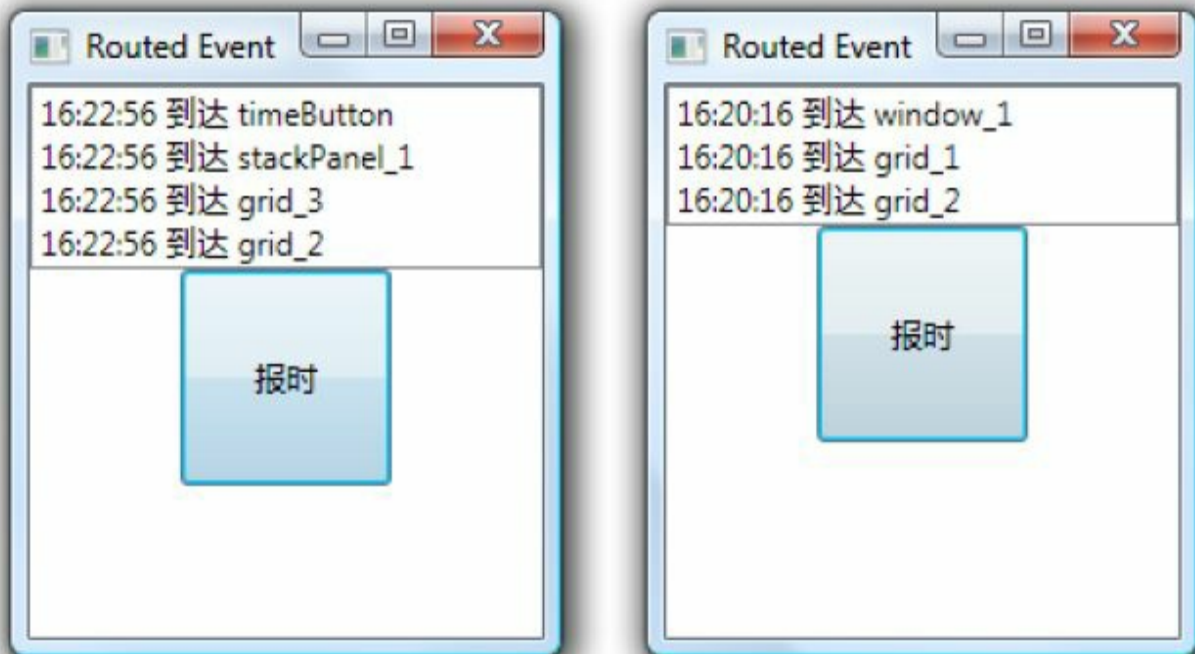 Routed Event
16:22:56 到达 timeButton
16:22:56 到达 stackPanel_1
16:22:56 到达 grid_3
16:22:56 到达 grid_2
报时
Routed Event
16:20:16 到达 window_1
16:20:16 到达 grid_1
16:20:16 到达 grid_2
报时